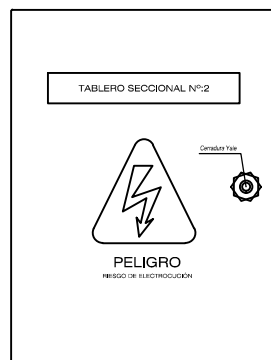 TABLERO SECCIONAL Nº:2
Cerradura Yale
PELIGRO
RIESGO DE ELECTROCUCIÓN